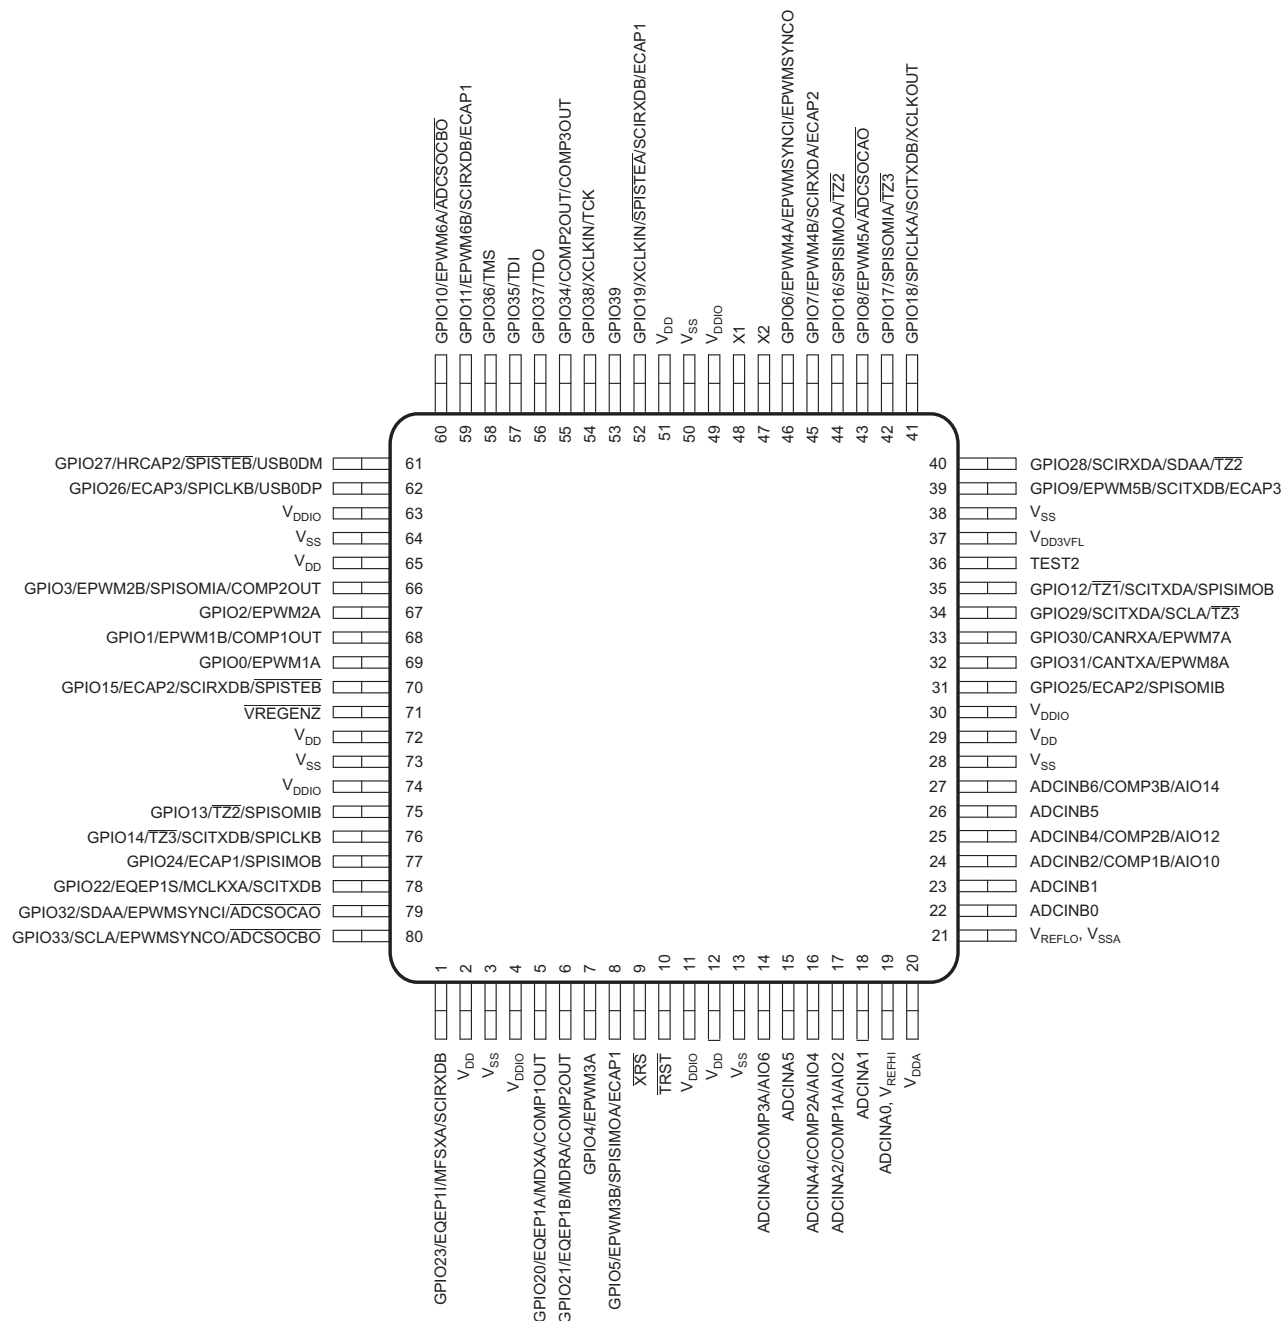 GPIO10/EPWM6A/ADCSOCBO
GPIO11/EPWM6B/SCIRXDB/ECAP1
GPIO36/TMS
GPIO35/TDI
GPIO37/TDO
GPIO34/COMP2OUT/COMP3OUT
GPIO38/XCLKIN/TCK
GPIO39
GPIO19/XCLKIN/SPISTEA/SCIRXDB/ECAP1
VDD
VSS
VDDIO
X1
X2
GPIO6/EPWM4A/EPWMSYNCI/EPWMSYNCO
GPIO7/EPWM4B/SCIRXDA/ECAP2
GPIO16/SPISIMOA/TZ2
GPIO8/EPWM5A/ADCSOCAO
GPIO17/SPISOMIA/TZ3
GPIO18/SPICLKA/SCITXDB/XCLKOUT
60
59
58
57
56
55
54
53
52
51
50
49
48
47
46
45
44
43
42
41
GPIO27/HRCAP2/SPISTEB/USB0DM 61
GPIO26/ECAP3/SPICLKB/USB0DP 62
VDDIO 63
VSS 64
VDD 65
GPIO3/EPWM2B/SPISOMIA/COMP2OUT 66
GPIO2/EPWM2A 67
GPIO1/EPWM1B/COMP1OUT 68
GPIO0/EPWM1A 69
GPIO15/ECAP2/SCIRXDB/SPISTEB 70
VREGENZ 71
VDD 72
VSS 73
VDDIO 74
GPIO13/TZ2/SPISOMIB 75
GPIO14/TZ3/SCITXDB/SPICLKB 76
GPIO24/ECAP1/SPISIMOB 77
GPIO22/EQEP1S/MCLKXA/SCITXDB 78
GPIO32/SDAA/EPWMSYNCI/ADCSOCAO 79
GPIO33/SCLA/EPWMSYNCO/ADCSOCBO 80
40 GPIO28/SCIRXDA/SDAA/TZ2
39 GPIO9/EPWM5B/SCITXDB/ECAP3
38 VSS
37 VDD3VFL
36 TEST2
35 GPIO12/TZ1/SCITXDA/SPISIMOB
34 GPIO29/SCITXDA/SCLA/TZ3
33 GPIO30/CANRXA/EPWM7A
32 GPIO31/CANTXA/EPWM8A
31 GPIO25/ECAP2/SPISOMIB
30 VDDIO
29 VDD
28 VSS
27 ADCINB6/COMP3B/AIO14
26 ADCINB5
25 ADCINB4/COMP2B/AIO12
24 ADCINB2/COMP1B/AIO10
23 ADCINB1
22 ADCINB0
21 VREFLO, VSSA
1
2
3
4
5
6
7
8
9
10
11
12
13
14
15
16
17
18
19
20
GPIO23/EQEP1I/MFSXA/SCIRXDB
VDD
VSS
VDDIO
GPIO20/EQEP1A/MDXA/COMP1OUT
GPIO21/EQEP1B/MDRA/COMP2OUT
GPIO4/EPWM3A
GPIO5/EPWM3B/SPISIMOA/ECAP1
XRS
TRST
VDDIO
VDD
VSS
ADCINA6/COMP3A/AIO6
ADCINA5
ADCINA4/COMP2A/AIO4
ADCINA2/COMP1A/AIO2
ADCINA1
ADCINA0, VREFHI
VDDA